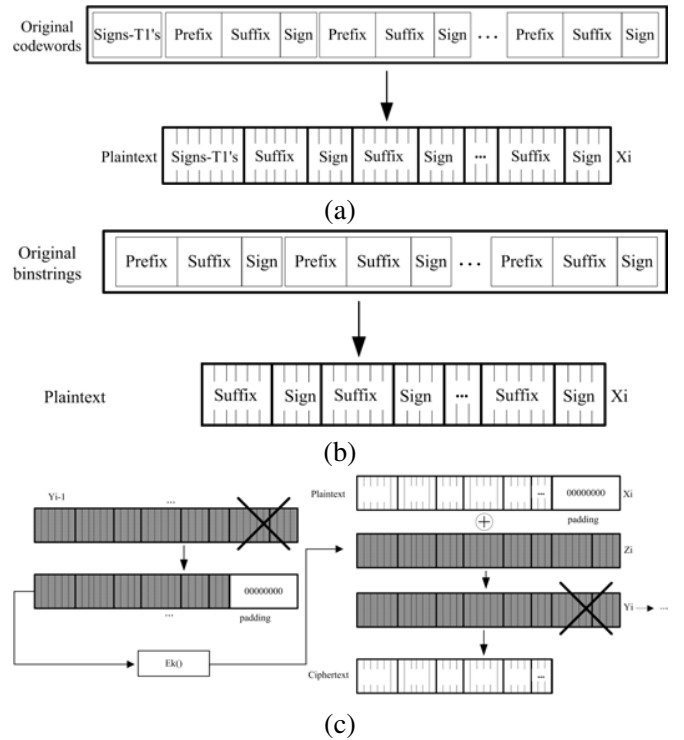 Original codewords
Signs-T1's Prefix Suffix Sign Prefix Suffix Sign ... Prefix Suffix Sign
Plaintext Signs-T1's Suffix Sign Suffix Sign ... Suffix Sign Xi
(a)
Original binstrings
Prefix Suffix Sign Prefix Suffix Sign ... Prefix Suffix Sign
Plaintext Suffix Sign Suffix Sign ... Suffix Sign Xi
(b)
Yi-1 ...
00000000
... padding
Ek()
Plaintext ... 00000000 Xi
padding
+
Zi
Yi ...
Ciphertext ...
(c)